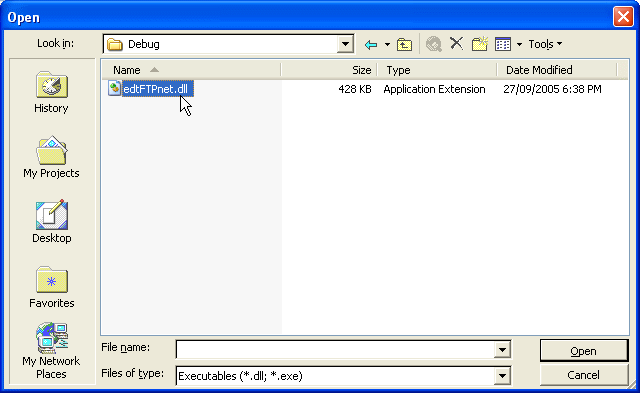 Open
Look in: Debug Tools
Name Size Type Date Modified
edtFTPnet.dll 428 KB Application Extension 27/09/2005 6:38 PM
History
My Projects
Desktop
Favorites
My Network
Places
File name: Open
Files of type: Executables (*.dll; *.exe) Cancel